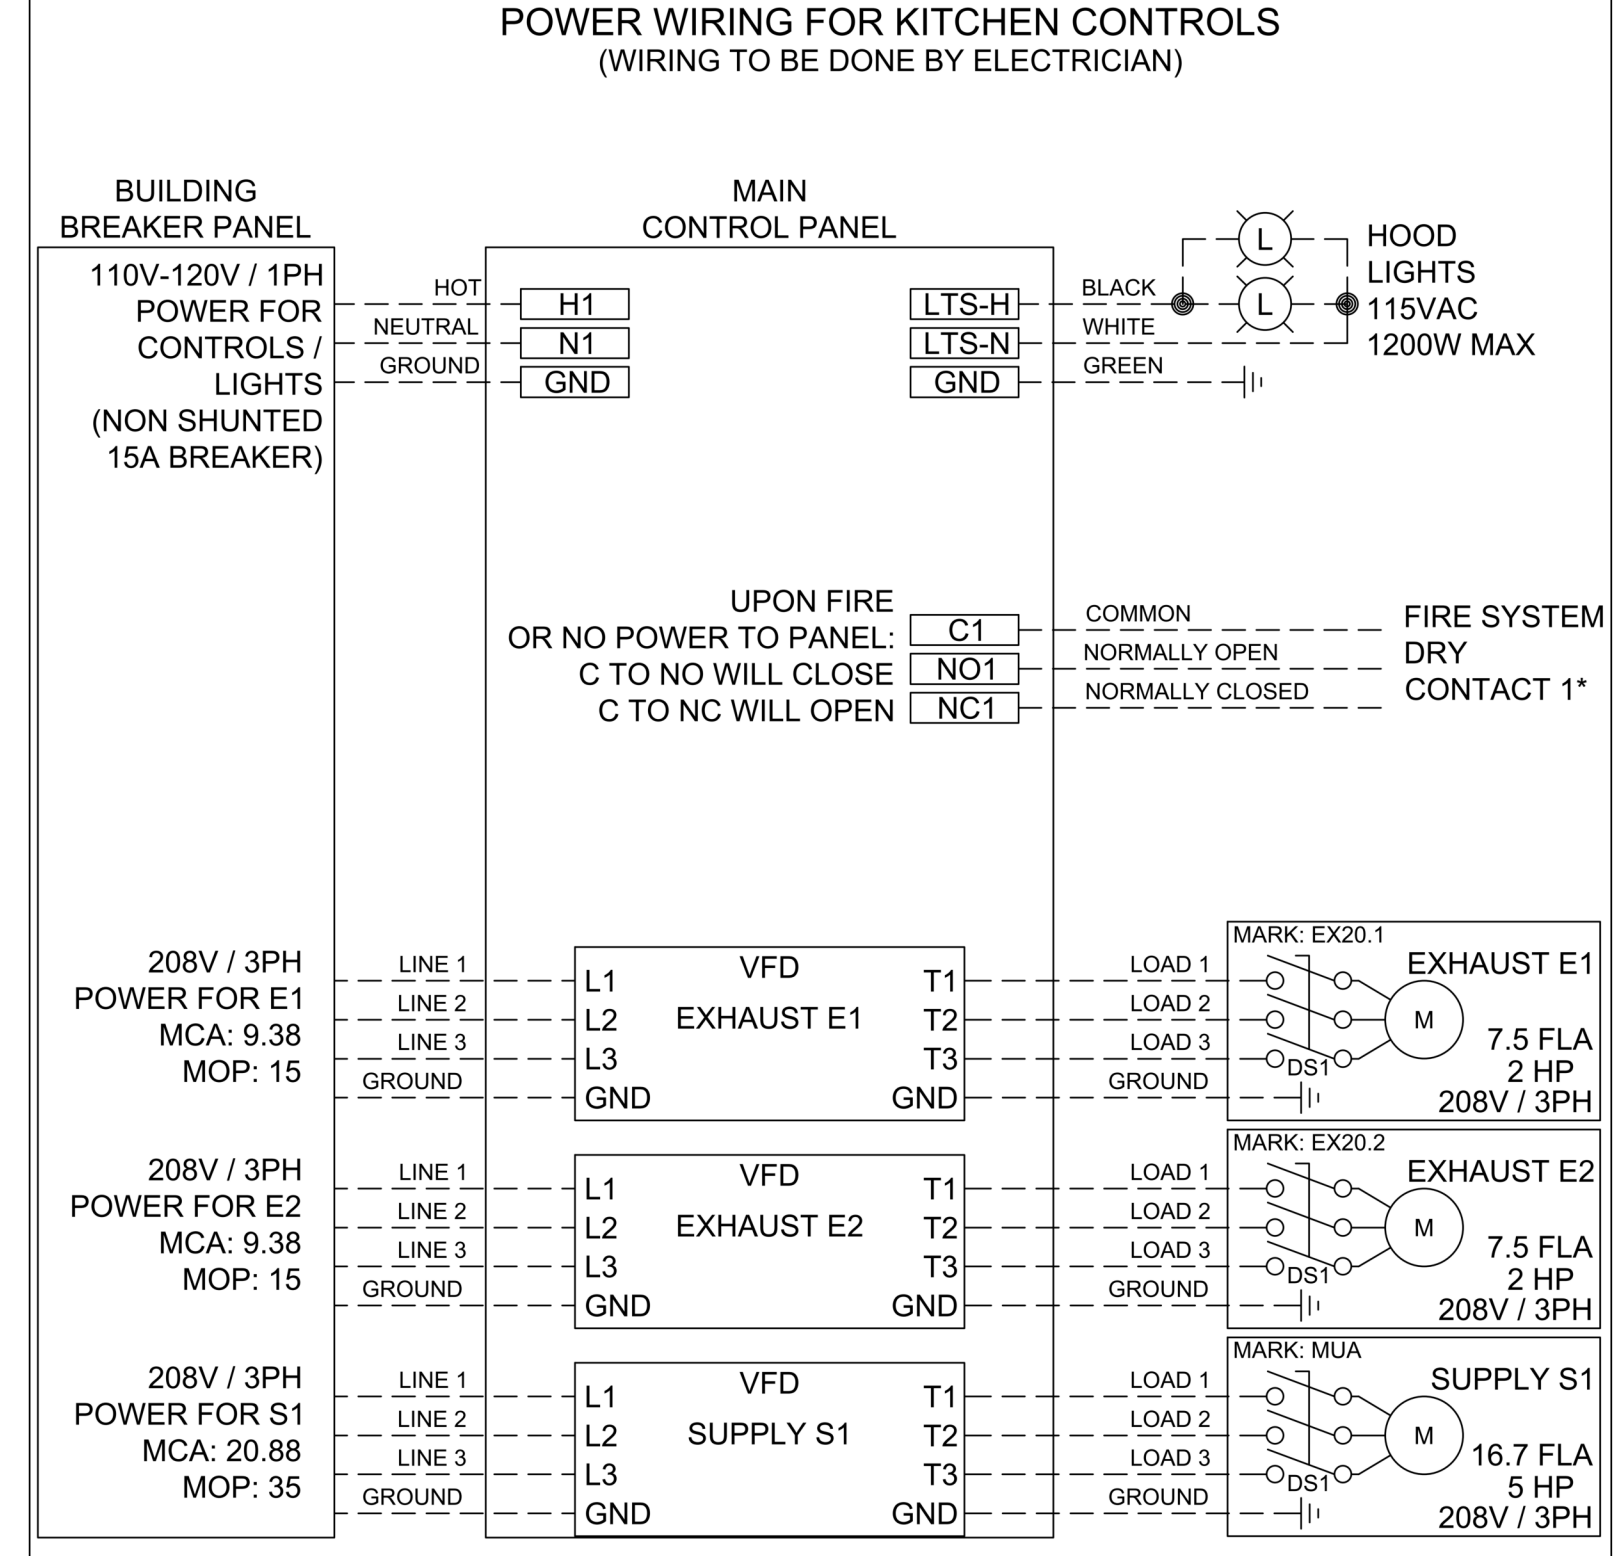 POWER WIRING FOR KITCHEN CONTROLS
(WIRING TO BE DONE BY ELECTRICIAN)
BUILDING
BREAKER PANEL
110V-120V / 1PH
POWER FOR
CONTROLS /
LIGHTS
(NON SHUNTED
15A BREAKER)
HOT
NEUTRAL
GROUND
MAIN
CONTROL PANEL
H1
N1
GND
LTS-H
LTS-N
GND
BLACK
WHITE
GREEN
L
L
HOOD
LIGHTS
115VAC
1200W MAX
UPON FIRE
OR NO POWER TO PANEL:
C TO NO WILL CLOSE
C TO NC WILL OPEN
C1
NO1
NC1
COMMON
NORMALLY OPEN
NORMALLY CLOSED
FIRE SYSTEM
DRY
CONTACT 1*
208V / 3PH
POWER FOR E1
MCA: 9.38
MOP: 15
LINE 1
LINE 2
LINE 3
GROUND
L1
L2
L3
GND
VFD
EXHAUST E1
T1
T2
T3
GND
LOAD 1
LOAD 2
LOAD 3
GROUND
MARK: EX20.1
EXHAUST E1
DS1
M
7.5 FLA
2 HP
208V / 3PH
208V / 3PH
POWER FOR E2
MCA: 9.38
MOP: 15
LINE 1
LINE 2
LINE 3
GROUND
L1
L2
L3
GND
VFD
EXHAUST E2
T1
T2
T3
GND
LOAD 1
LOAD 2
LOAD 3
GROUND
MARK: EX20.2
EXHAUST E2
DS1
M
7.5 FLA
2 HP
208V / 3PH
208V / 3PH
POWER FOR S1
MCA: 20.88
MOP: 35
LINE 1
LINE 2
LINE 3
GROUND
L1
L2
L3
GND
VFD
SUPPLY S1
T1
T2
T3
GND
LOAD 1
LOAD 2
LOAD 3
GROUND
MARK: MUA
SUPPLY S1
DS1
M
16.7 FLA
5 HP
208V / 3PH